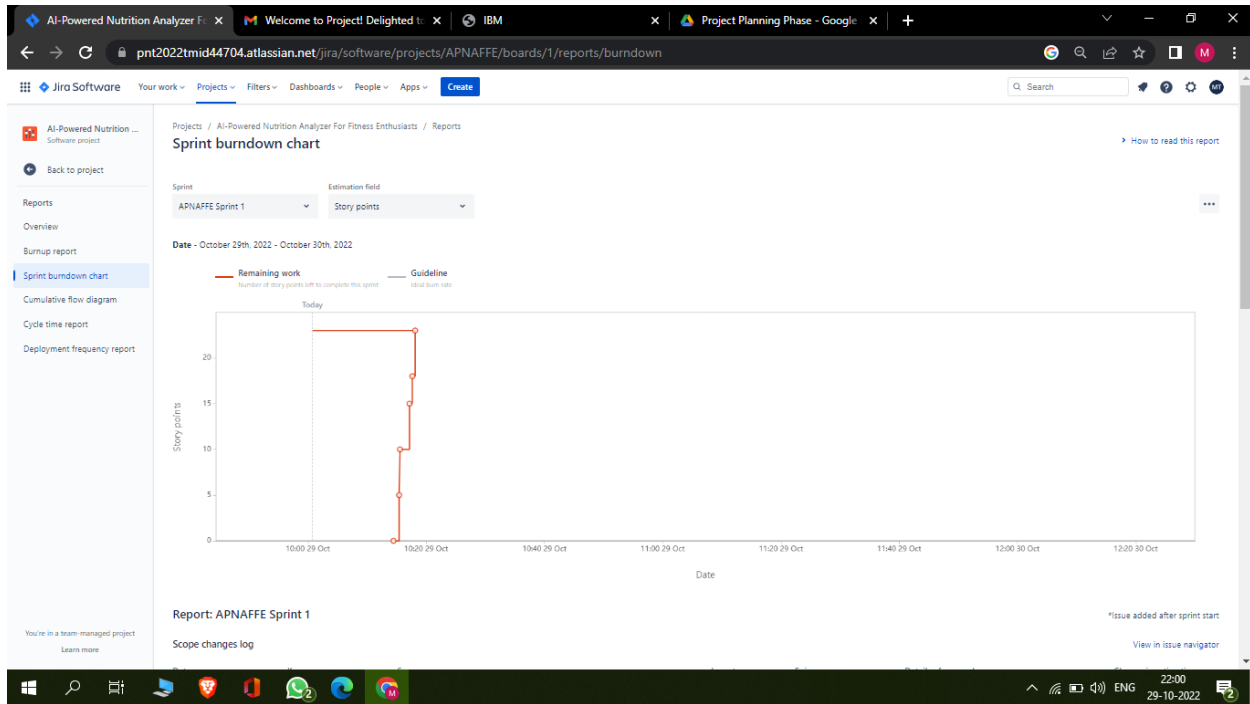 AI-Powered Nutrition Analyzer Fo
Welcome to Project! Delighted to
IBM
Project Planning Phase - Google
pnt2022tmid44704.atlassian.net/jira/software/projects/APNAFFE/boards/1/reports/burndown
M
Jira Software
Your work
Projects
Filters
Dashboards
People
Apps
Create
Search
MT
AI-Powered Nutrition ...
Software project
Back to project
Reports
Overview
Burnup report
Sprint burndown chart
Cumulative flow diagram
Cycle time report
Deployment frequency report
You're in a team-managed project
Learn more
Projects / AI-Powered Nutrition Analyzer For Fitness Enthusiasts / Reports
Sprint burndown chart
How to read this report
Sprint
Estimation field
APNAFFE Sprint 1
Story points
Date - October 29th, 2022 - October 30th, 2022
Remaining work
Number of story points left to complete this sprint
Guideline
Ideal burn rate
Today
20
15
10
5
0
Story points
10:00 29 Oct
10:20 29 Oct
10:40 29 Oct
11:00 29 Oct
11:20 29 Oct
11:40 29 Oct
12:00 30 Oct
12:20 30 Oct
Date
Report: APNAFFE Sprint 1
*Issue added after sprint start
Scope changes log
View in issue navigator
2
M
ENG
22:00
29-10-2022
2